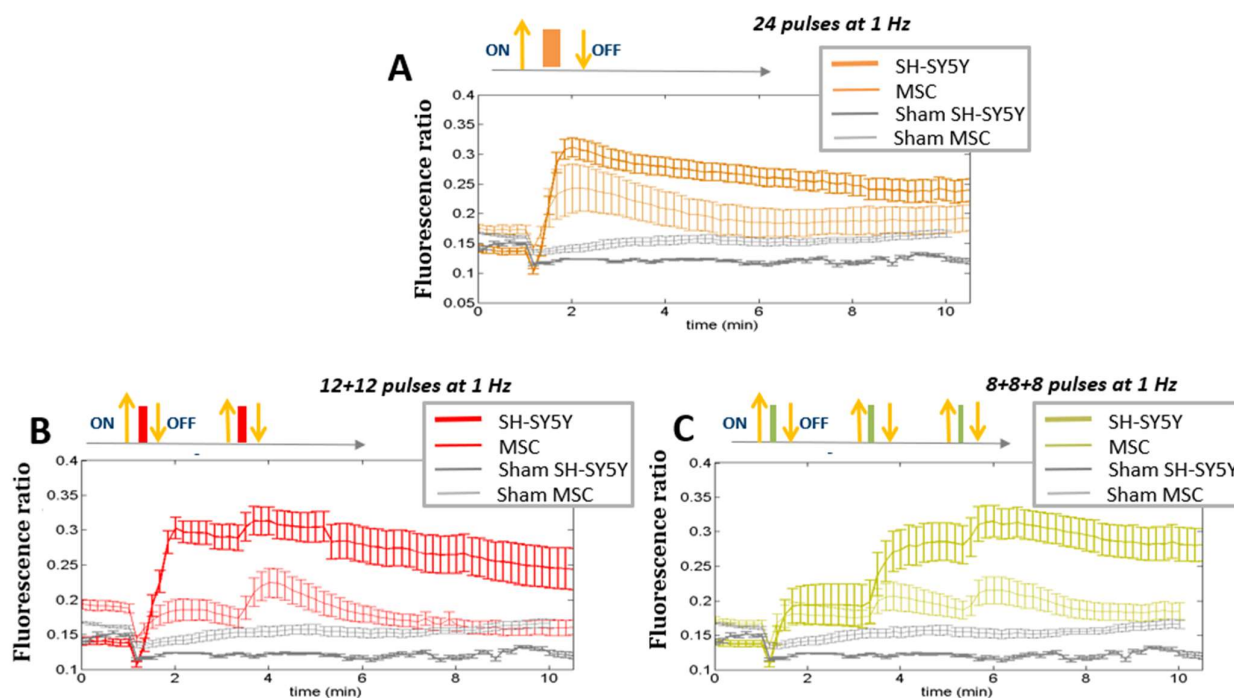 24 pulses at 1 Hz
ON
OFF
A
SH-SY5Y
MSC
Sham SH-SY5Y
Sham MSC
Fluorescence ratio
0.4
0.35
0.3
0.25
0.2
0.15
0.1
0.05
0
2
4
6
8
10
time (min)
12+12 pulses at 1 Hz
ON
OFF
B
SH-SY5Y
MSC
Sham SH-SY5Y
Sham MSC
Fluorescence ratio
0.4
0.35
0.3
0.25
0.2
0.15
0.1
0
2
4
6
8
10
time (min)
8+8+8 pulses at 1 Hz
ON
OFF
C
SH-SY5Y
MSC
Sham SH-SY5Y
Sham MSC
Fluorescence ratio
0.4
0.35
0.3
0.25
0.2
0.15
0.1
0
2
4
6
8
10
time (min)